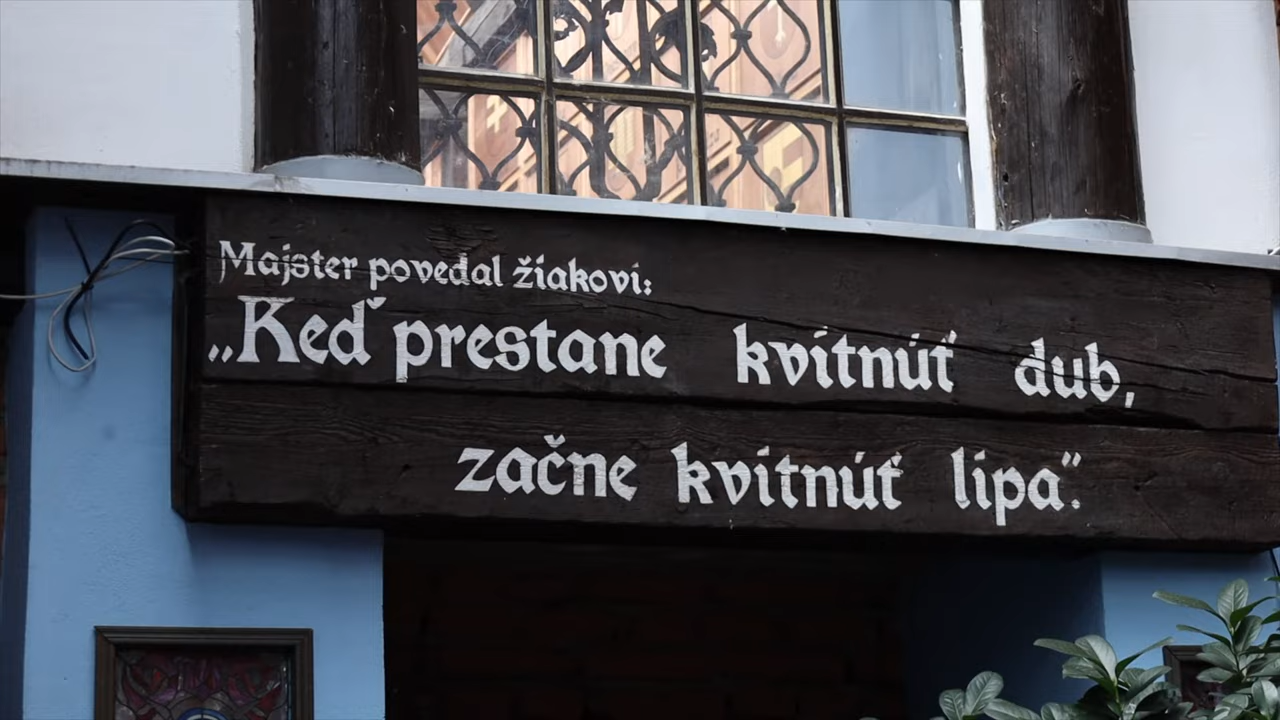 Majster povedal žiakovi:
„Keď prestane kvitnúť dub,
začne kvitnúť lipa“.